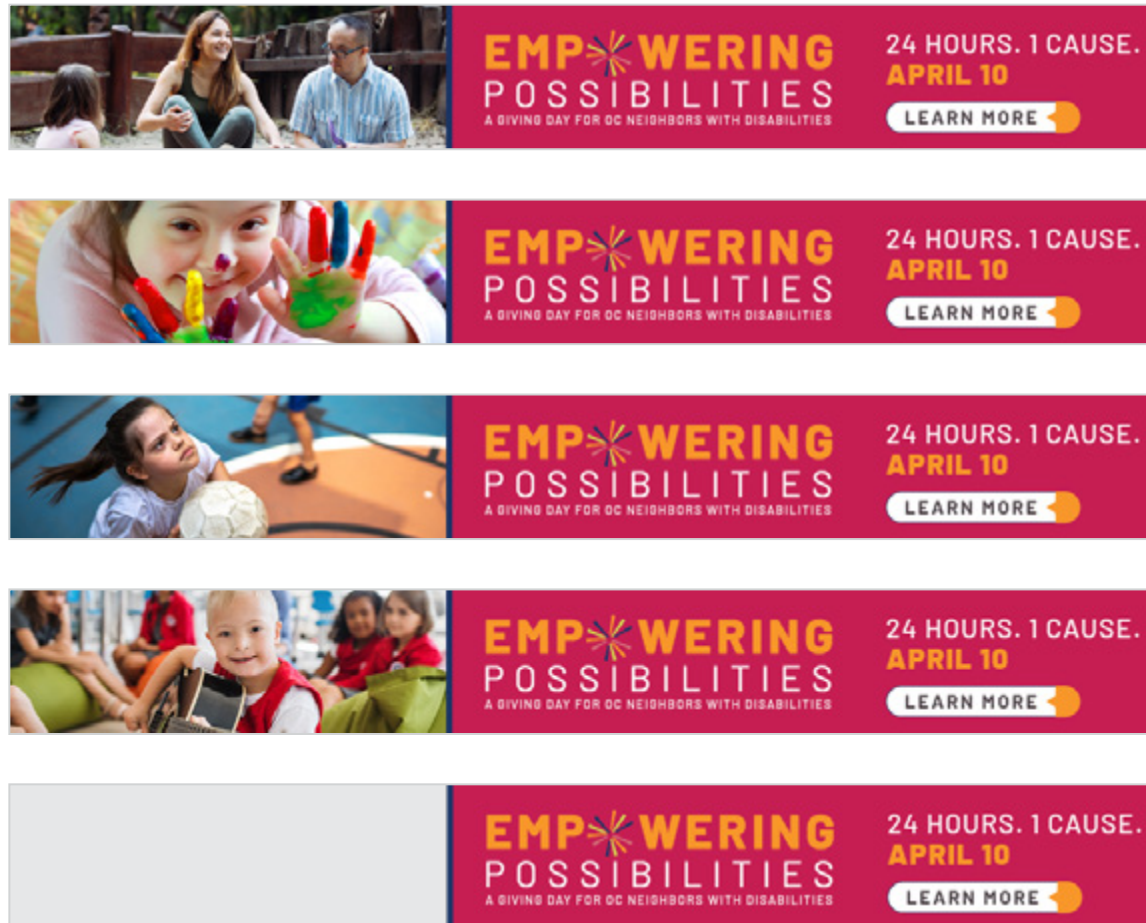 EMPOWERING
POSSIBILITIES
A GIVING DAY FOR OC NEIGHBORS WITH DISABILITIES
24 HOURS. 1 CAUSE.
APRIL 10
LEARN MORE
EMPOWERING
POSSIBILITIES
A GIVING DAY FOR OC NEIGHBORS WITH DISABILITIES
24 HOURS. 1 CAUSE.
APRIL 10
LEARN MORE
EMPOWERING
POSSIBILITIES
A GIVING DAY FOR OC NEIGHBORS WITH DISABILITIES
24 HOURS. 1 CAUSE.
APRIL 10
LEARN MORE
EMPOWERING
POSSIBILITIES
A GIVING DAY FOR OC NEIGHBORS WITH DISABILITIES
24 HOURS. 1 CAUSE.
APRIL 10
LEARN MORE
EMPOWERING
POSSIBILITIES
A GIVING DAY FOR OC NEIGHBORS WITH DISABILITIES
24 HOURS. 1 CAUSE.
APRIL 10
LEARN MORE